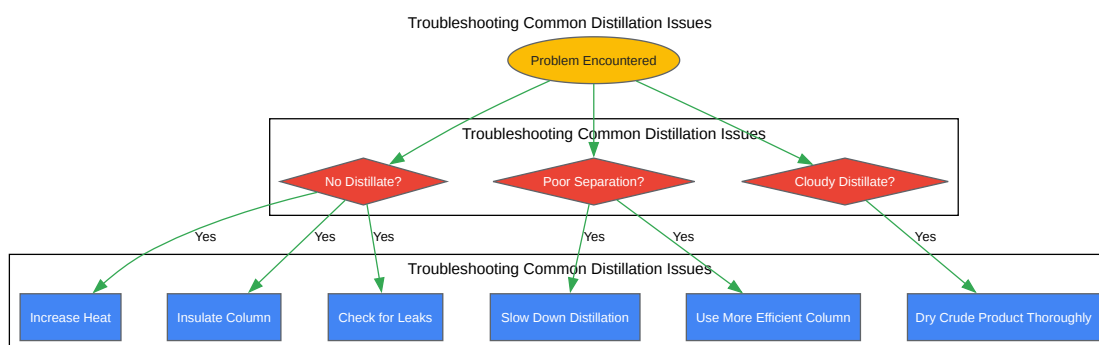 Troubleshooting Common Distillation Issues
Problem Encountered
Troubleshooting Common Distillation Issues
No Distillate?
Poor Separation?
Cloudy Distillate?
Yes
Yes
Yes
Yes
Yes
Yes
Troubleshooting Common Distillation Issues
Increase Heat
Insulate Column
Check for Leaks
Slow Down Distillation
Use More Efficient Column
Dry Crude Product Thoroughly